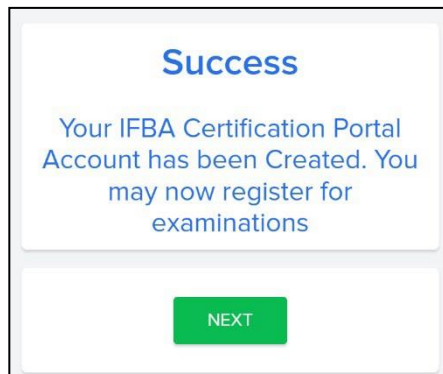 Success
Your IFBA Certification Portal
Account has been Created. You
may now register for
examinations
NEXT